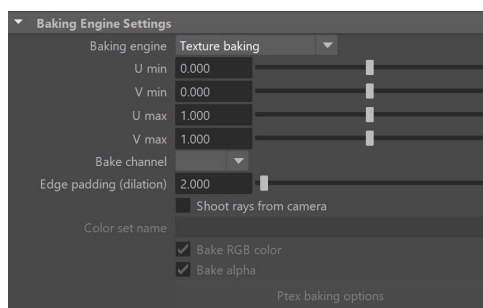 Baking Engine Settings
Baking engine Texture baking
U min 0.000
V min 0.000
U max 1.000
V max 1.000
Bake channel
Edge padding (dilation) 2.000
Shoot rays from camera
Color set name
Bake RGB color
Bake alpha
Ptex baking options